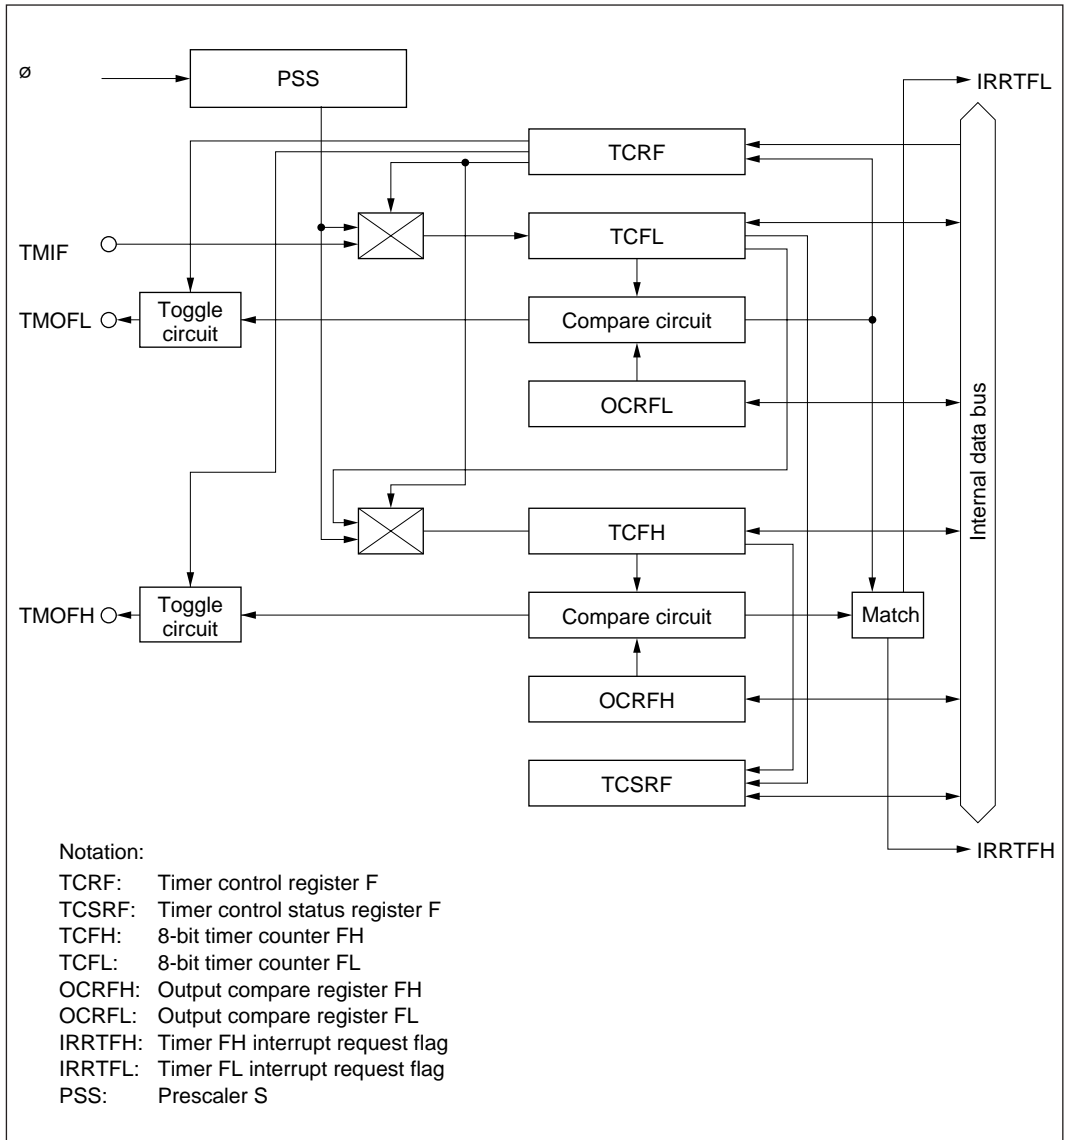 ø
PSS
IRRTFL
TCRF
TMIF
TCFL
TMOFL
Toggle
circuit
Compare circuit
OCRFL
Internal data bus
TCFH
TMOFH
Toggle
circuit
Compare circuit
Match
OCRFH
TCSRF
IRRTFH
Notation:
TCRF: Timer control register F
TCSRF: Timer control status register F
TCFH: 8-bit timer counter FH
TCFL: 8-bit timer counter FL
OCRFH: Output compare register FH
OCRFL: Output compare register FL
IRRTFH: Timer FH interrupt request flag
IRRTFL: Timer FL interrupt request flag
PSS: Prescaler S